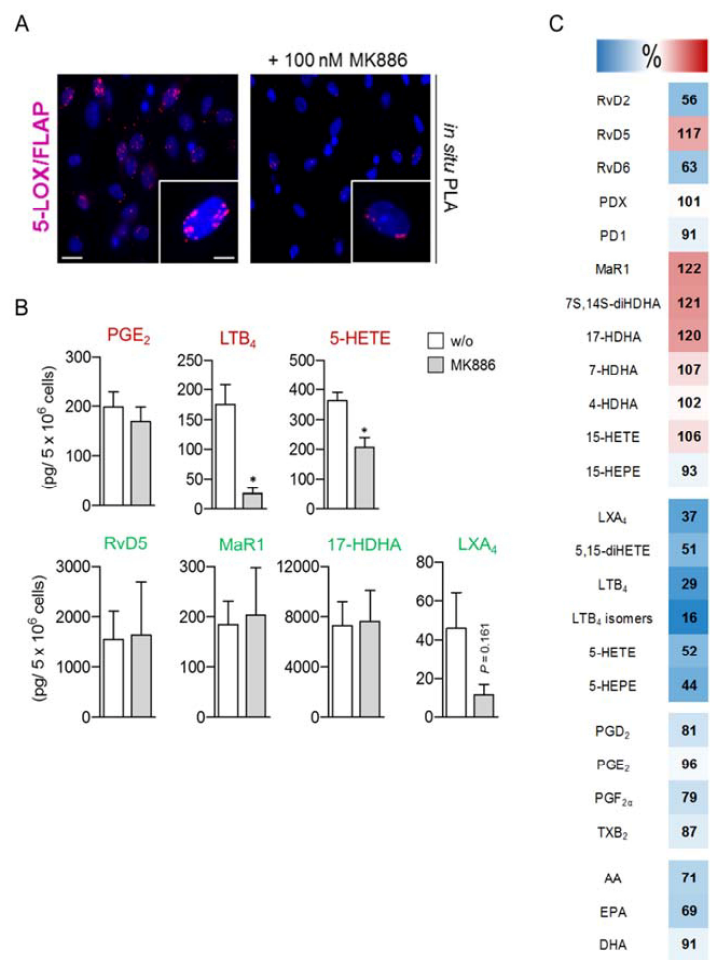 A
+ 100 nM MK886
5-LOX/FLAP
in situ PLA
B
PGE₂
LTB₄
5-HETE
w/o
MK886
(pg/ 5 x 10⁶ cells)
300
200
100
0
200
150
100
50
25
0
500
400
300
200
100
0
*
*
RvD5
MaR1
17-HDHA
LXA₄
(pg/ 5 x 10⁶ cells)
3000
2000
1000
0
300
200
100
0
12000
8000
4000
0
80
60
40
20
0
P = 0.161
C
%
RvD2 56
RvD5 117
RvD6 63
PDX 101
PD1 91
MaR1 122
7S,14S-diHDHA 121
17-HDHA 120
7-HDHA 107
4-HDHA 102
15-HETE 106
15-HEPE 93
LXA₄ 37
5,15-diHETE 51
LTB₄ 29
LTB₄ isomers 16
5-HETE 52
5-HEPE 44
PGD₂ 81
PGE₂ 96
PGF₂α 79
TXB₂ 87
AA 71
EPA 69
DHA 91